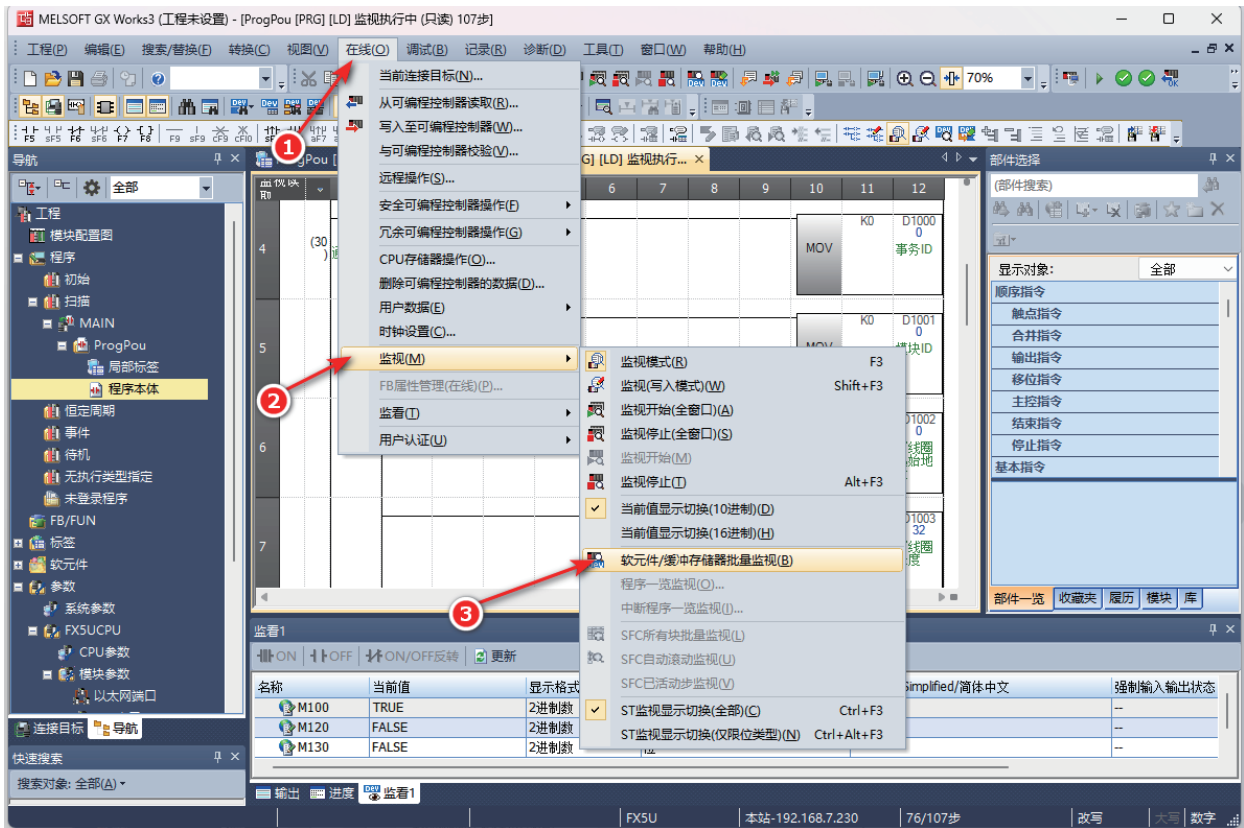 MELSOFT GX Works3 (工程未设置) - [ProgPou [PRG] [LD] 监视执行中 (只读) 107步]
工程(P) 编辑(E) 搜索/替换(F) 转换(C) 视图(V) 在线(O) 调试(B) 记录(R) 诊断(D) 工具(T) 窗口(W) 帮助(H)
70%
F5 sF5 F6 sF6 F7 F8 F9 sF9 cF9 cF10
导航
全部
工程
模块配置图
程序
初始
扫描
MAIN
ProgPou
局部标签
程序本体
恒定周期
事件
待机
无执行类型指定
未登录程序
FB/FUN
标签
软元件
参数
系统参数
FX5UCPU
CPU参数
模块参数
以太网端口
连接目标 导航
快速搜索
搜索对象: 全部(A)
当前连接目标(N)...
从可编程控制器读取(R)...
写入至可编程控制器(W)...
与可编程控制器校验(V)...
远程操作(S)...
安全可编程控制器操作(F)
冗余可编程控制器操作(G)
CPU存储器操作(O)...
删除可编程控制器的数据(D)...
用户数据(E)
时钟设置(C)...
监视(M)
FB属性管理(在线)(P)...
监看(T)
用户认证(U)
1
2
3
监视模式(R) F3
监视(写入模式)(W) Shift+F3
监视开始(全窗口)(A)
监视停止(全窗口)(S)
监视开始(M)
监视停止(T) Alt+F3
当前值显示切换(10进制)(D)
当前值显示切换(16进制)(H)
软元件/缓冲存储器批量监视(B)
程序一览监视(O)...
中断程序一览监视(I)...
SFC所有块批量监视(L)
SFC自动滚动监视(U)
SFC已活动步监视(V)
ST监视显示切换(全部)(C) Ctrl+F3
ST监视显示切换(仅限位类型)(N) Ctrl+Alt+F3
[LD] 监视执行...
6 7 8 9 10 11 12
4 (30) MOV K0 D1000
0
事务ID
5 K0 D1001
0
6 D1002
0
7 D1003
32
部件选择
(部件搜索)
显示对象: 全部
顺序指令
触点指令
合并指令
输出指令
移位指令
主控指令
结束指令
停止指令
基本指令
部件一览 收藏夹 履历 模块 库
监看1
ON OFF ON/OFF反转 更新
名称 当前值 显示格式 Simplified/简体中文 强制输入输出状态
M100 TRUE 2进制数 --
M120 FALSE 2进制数 --
M130 FALSE 2进制数 位 --
输出 进度 监看1
FX5U 本站-192.168.7.230 76/107步 改写 大写 数字